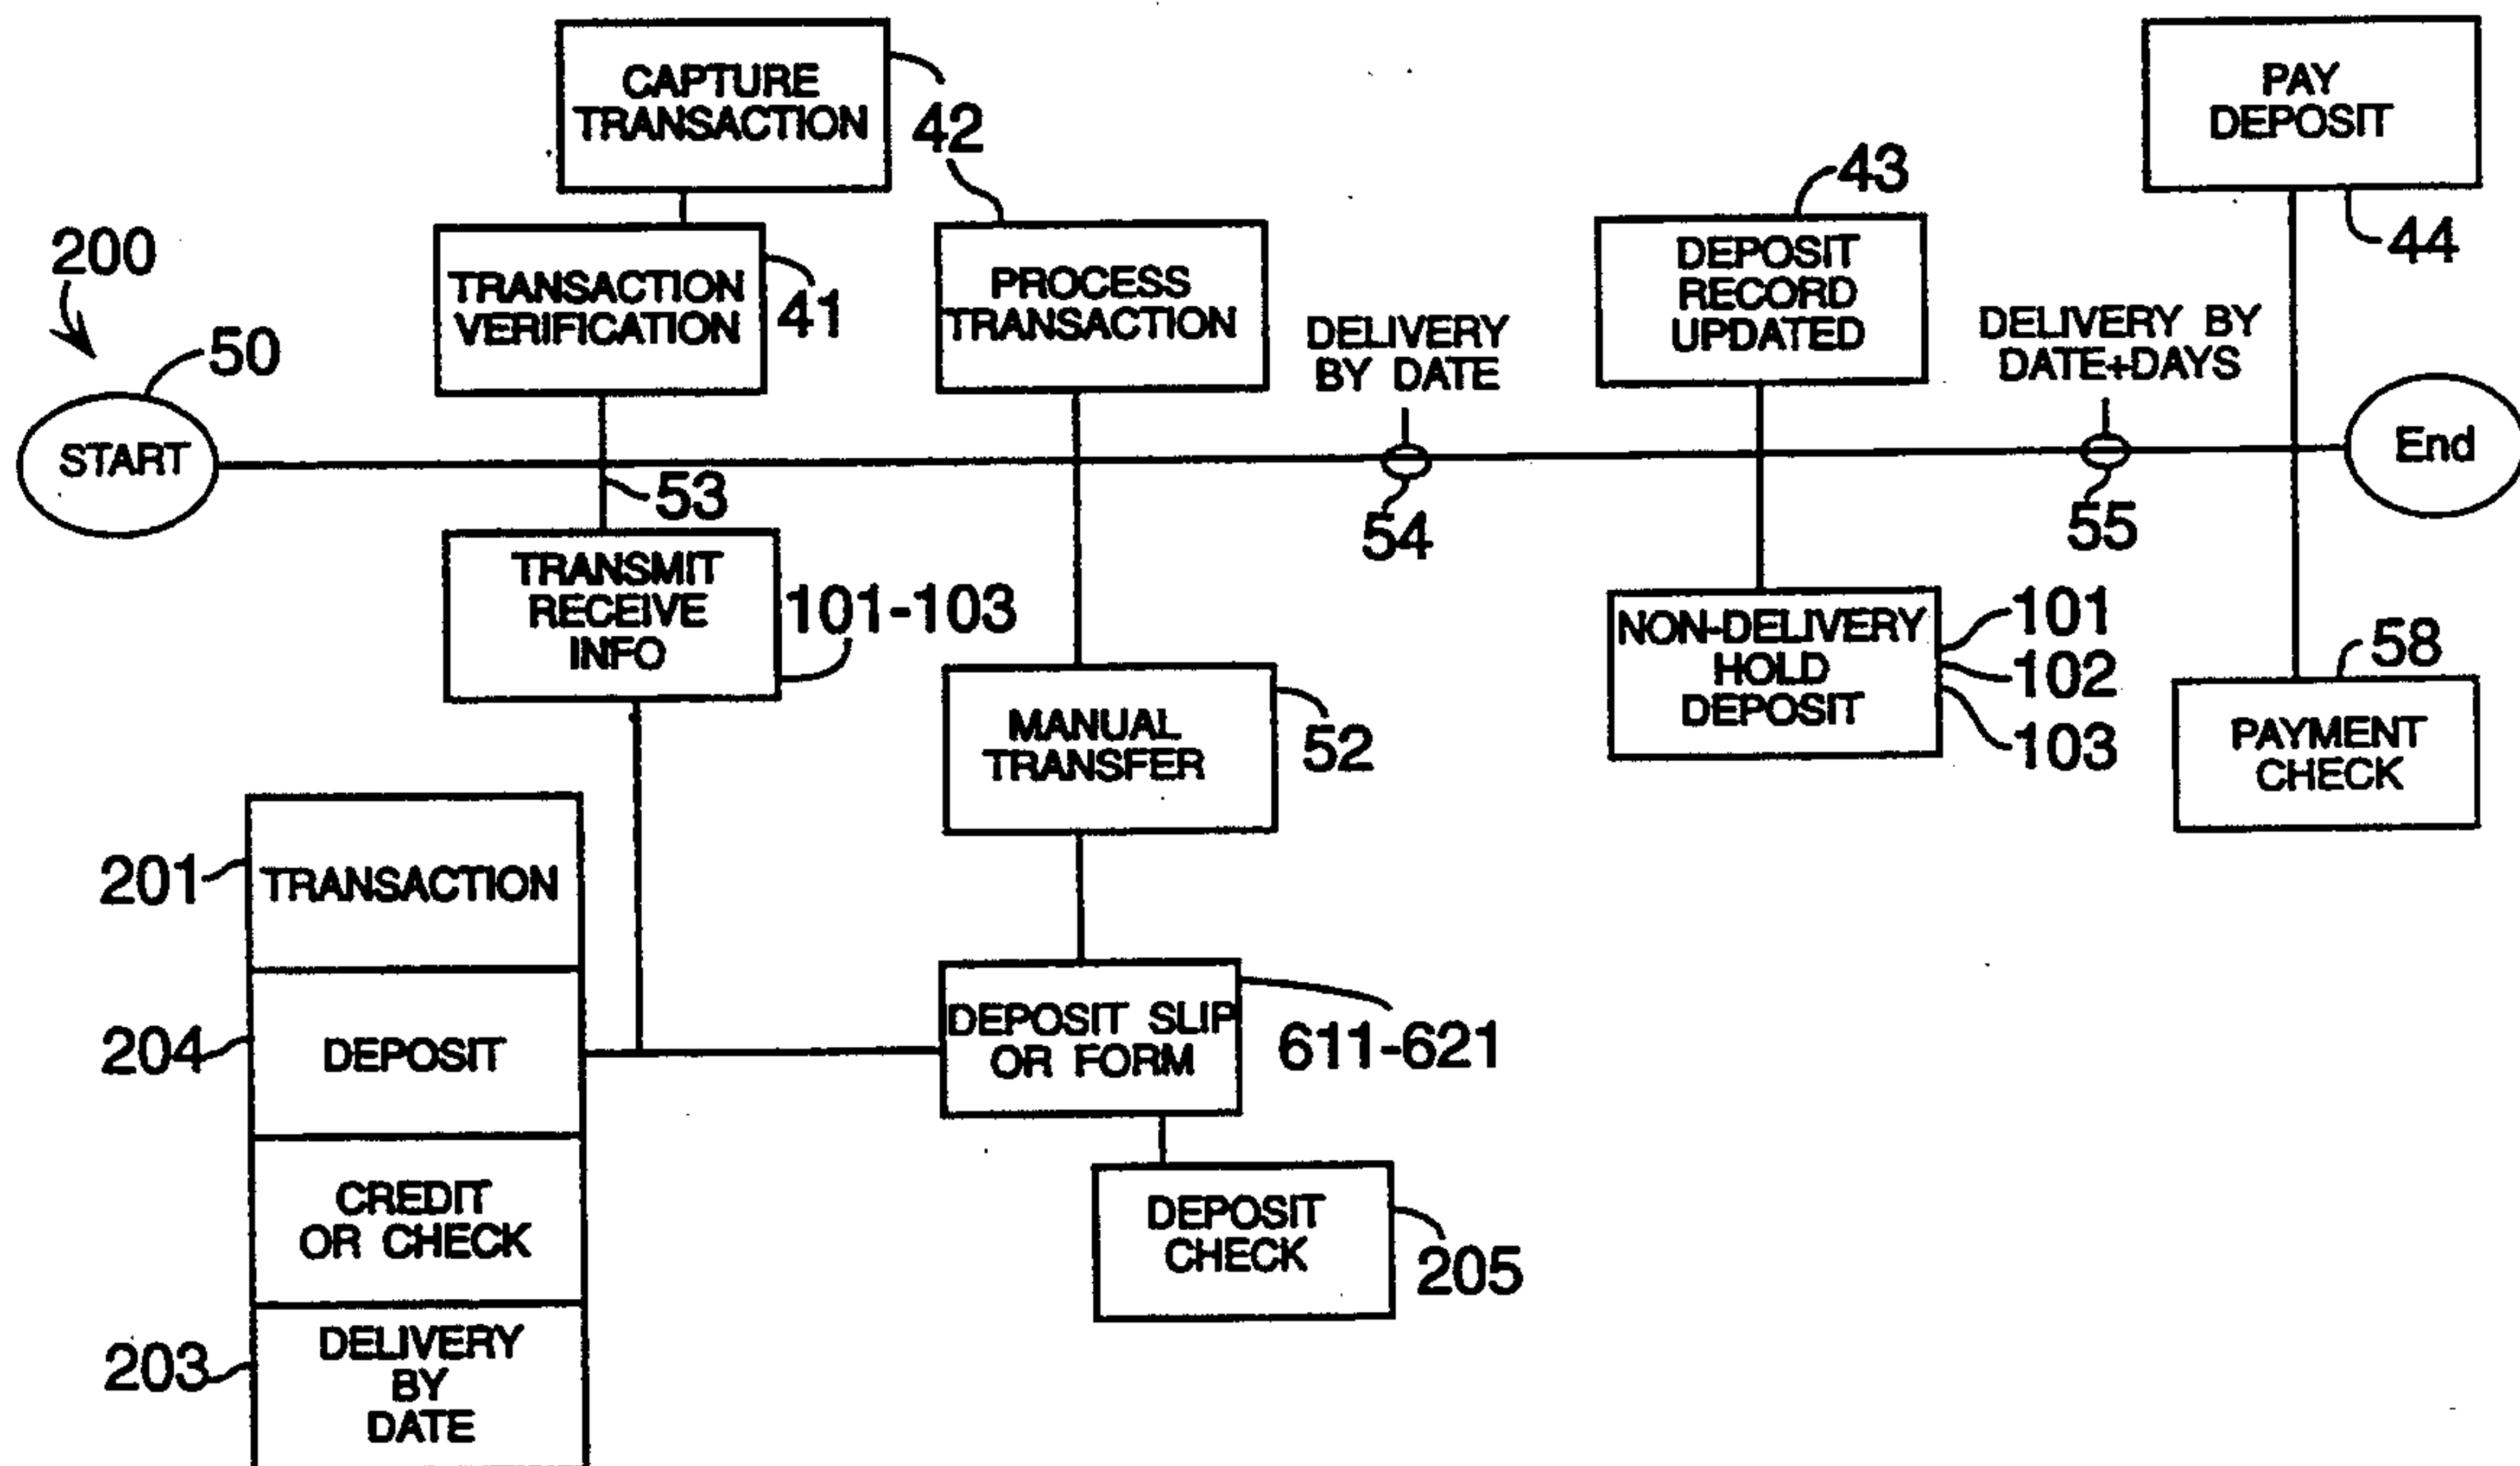 CAPTURE
TRANSACTION
42
PAY
DEPOSIT
44
43
200
50
START
TRANSACTION
VERIFICATION
41
PROCESS
TRANSACTION
DELIVERY
BY DATE
DEPOSIT
RECORD
UPDATED
DELIVERY BY
DATE+DAYS
End
53
54
55
TRANSMIT
RECEIVE
INFO
101-103
MANUAL
TRANSFER
52
NON-DELIVERY
HOLD
DEPOSIT
101
102
103
58
PAYMENT
CHECK
201
TRANSACTION
204
DEPOSIT
CREDIT
OR CHECK
203
DELIVERY
BY
DATE
DEPOSIT SLIP
OR FORM
611-621
DEPOSIT
CHECK
205